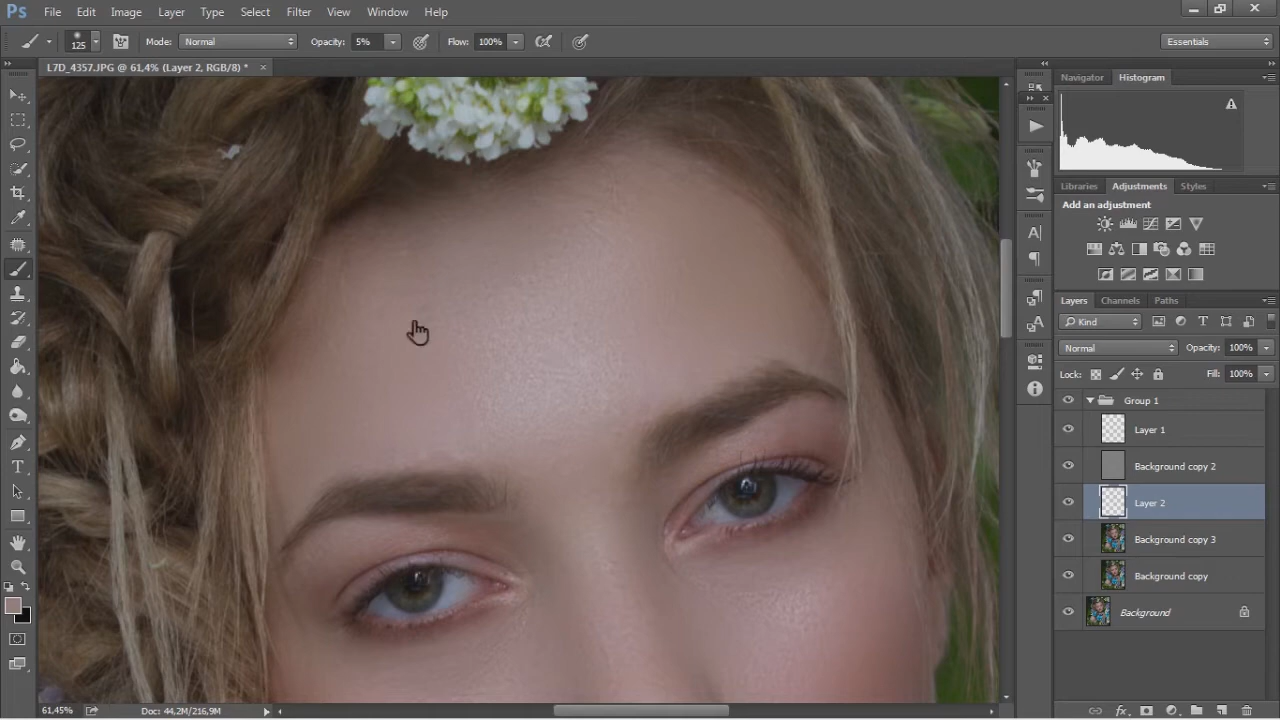 Ps File Edit Image Layer Type Select Filter View Window Help
125 Mode: Normal Opacity: 5% Flow: 100% Essentials
L7D_4357.JPG @ 61,4% (Layer 2, RGB/8) *
Navigator Histogram
Libraries Adjustments Styles
Add an adjustment
Layers Channels Paths
Kind
Normal Opacity: 100%
Lock: Fill: 100%
Group 1
Layer 1
Background copy 2
Layer 2
Background copy 3
Background copy
Background
61,45% Doc: 44,2M/216,9M